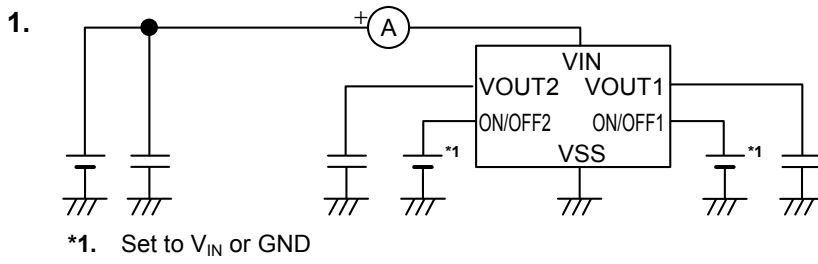 1.
+
A
VIN
VOUT2 VOUT1
ON/OFF2 ON/OFF1
*1 *1
VSS
*1. Set to VIN or GND